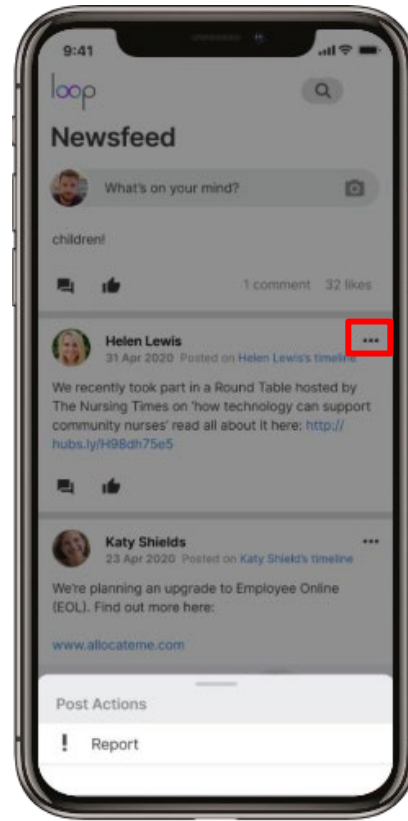 9:41
loop
Newsfeed
What's on your mind?
children!
1 comment 32 likes
Helen Lewis
31 Apr 2020 Posted on Helen Lewis's timeline
We recently took part in a Round Table hosted by
The Nursing Times on 'how technology can support
community nurses' read all about it here: http://
hubs.ly/H98dh75e5
Katy Shields
23 Apr 2020 Posted on Katy Shield's timeline
We're planning an upgrade to Employee Online
(EOL). Find out more here:
www.allocateme.com
Post Actions
Report